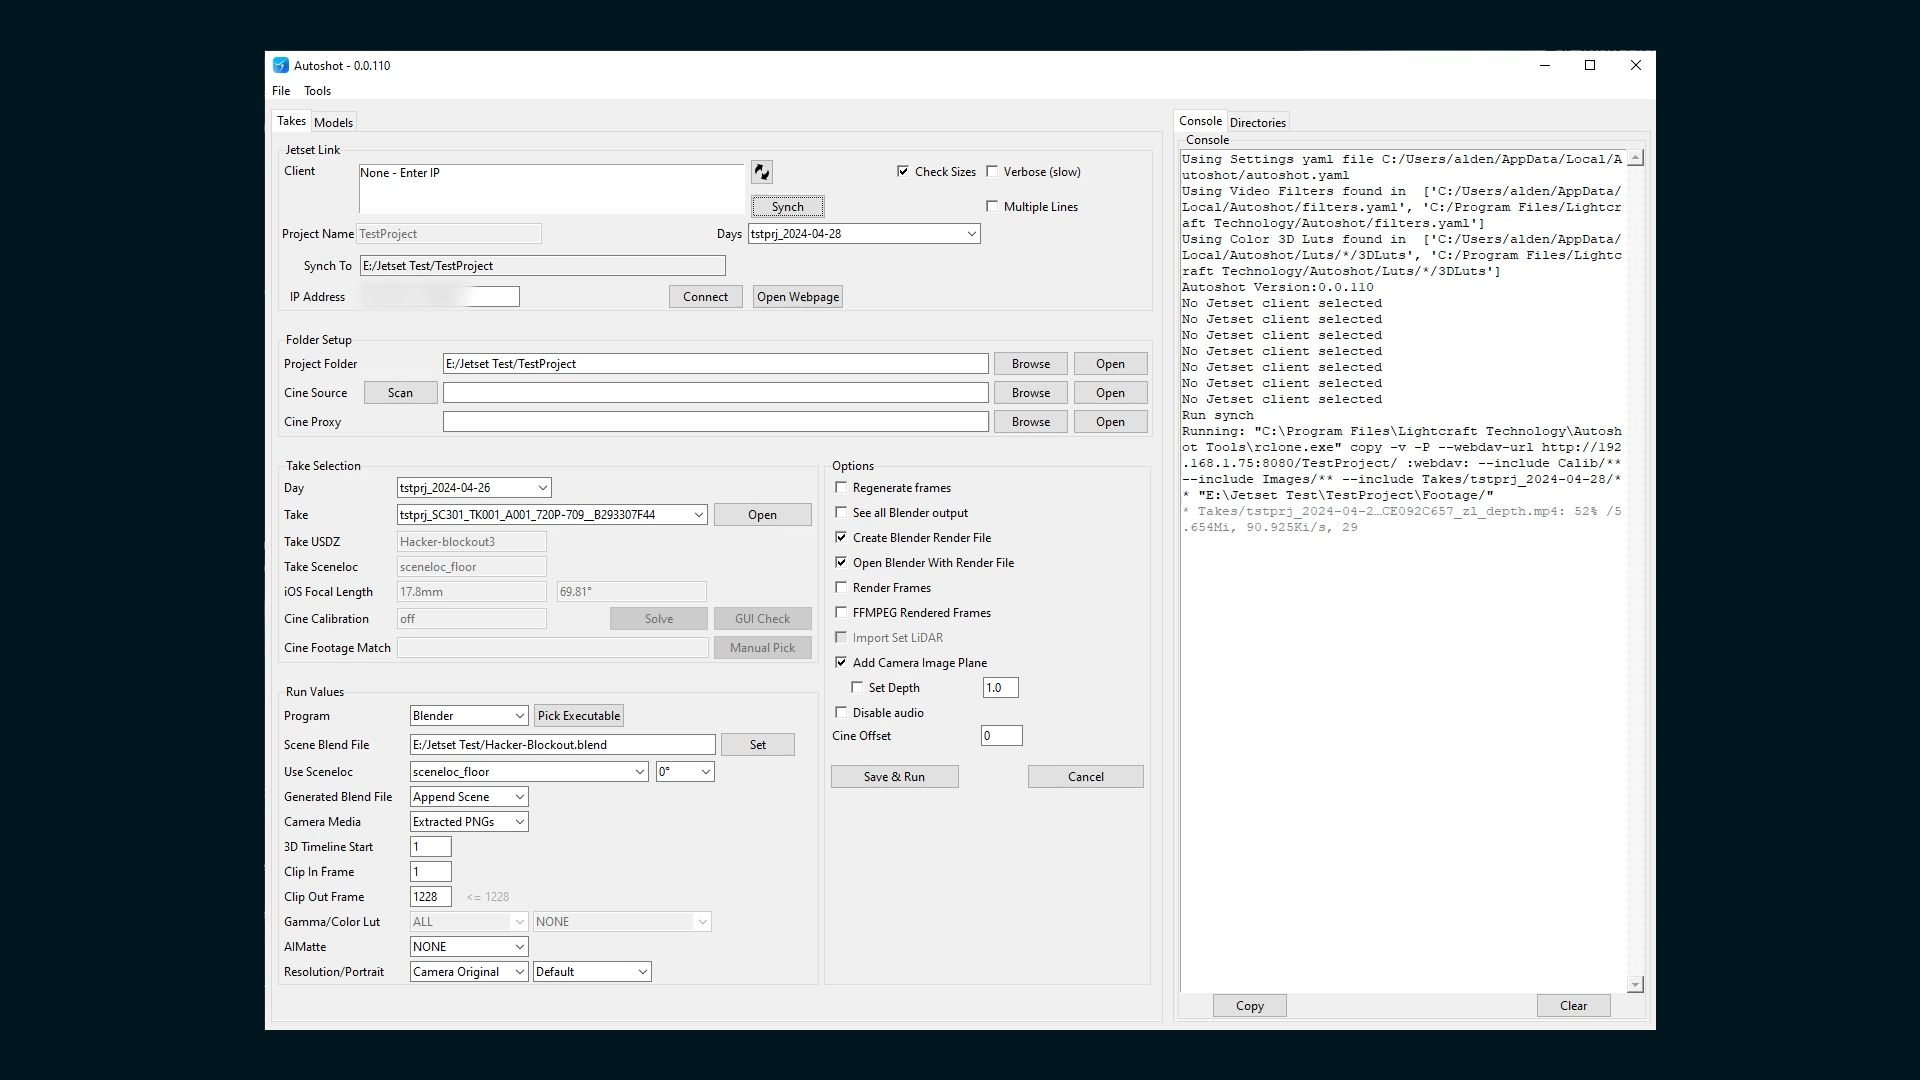 Autoshot - 0.0.110
File Tools
Takes Models
Jetset Link
Client None - Enter IP
Check Sizes Verbose (slow)
Synch
Multiple Lines
Project Name TestProject Days tstprj_2024-04-28
Synch To E:/Jetset Test/TestProject
IP Address Connect Open Webpage
Folder Setup
Project Folder E:/Jetset Test/TestProject Browse Open
Cine Source Scan Browse Open
Cine Proxy Browse Open
Take Selection
Day tstprj_2024-04-26
Take tstprj_SC301_TK001_A001_720P-709__B293307F44 Open
Take USDZ Hacker-blockout3
Take Sceneloc sceneloc_floor
iOS Focal Length 17.8mm 69.81°
Cine Calibration off Solve GUI Check
Cine Footage Match Manual Pick
Run Values
Program Blender Pick Executable
Scene Blend File E:/Jetset Test/Hacker-Blockout.blend Set
Use Sceneloc sceneloc_floor 0°
Generated Blend File Append Scene
Camera Media Extracted PNGs
3D Timeline Start 1
Clip In Frame 1
Clip Out Frame 1228 <= 1228
Gamma/Color Lut ALL NONE
AIMatte NONE
Resolution/Portrait Camera Original Default
Options
Regenerate frames
See all Blender output
Create Blender Render File
Open Blender With Render File
Render Frames
FFMPEG Rendered Frames
Import Set LiDAR
Add Camera Image Plane
Set Depth 1.0
Disable audio
Cine Offset 0
Save & Run Cancel
Console Directories
Console
Using Settings yaml file C:/Users/alden/AppData/Local/A
utoshot/autoshot.yaml
Using Video Filters found in ['C:/Users/alden/AppData/
Local/Autoshot/filters.yaml', 'C:/Program Files/Lightcr
aft Technology/Autoshot/filters.yaml']
Using Color 3D Luts found in ['C:/Users/alden/AppData/
Local/Autoshot/Luts/*/3DLuts', 'C:/Program Files/Lightc
raft Technology/Autoshot/Luts/*/3DLuts']
Autoshot Version:0.0.110
No Jetset client selected
No Jetset client selected
No Jetset client selected
No Jetset client selected
No Jetset client selected
No Jetset client selected
No Jetset client selected
Run synch
Running: "C:\Program Files\Lightcraft Technology\Autosh
ot Tools\rclone.exe" copy -v -P --webdav-url http://192
.168.1.75:8080/TestProject/ :webdav: --include Calib/**
--include Images/** --include Takes/tstprj_2024-04-28/*
* "E:\Jetset Test\TestProject\Footage/"
* Takes/tstprj_2024-04-2…CE092C657_zl_depth.mp4: 52% /5
.654Mi, 90.925Ki/s, 29
Copy Clear